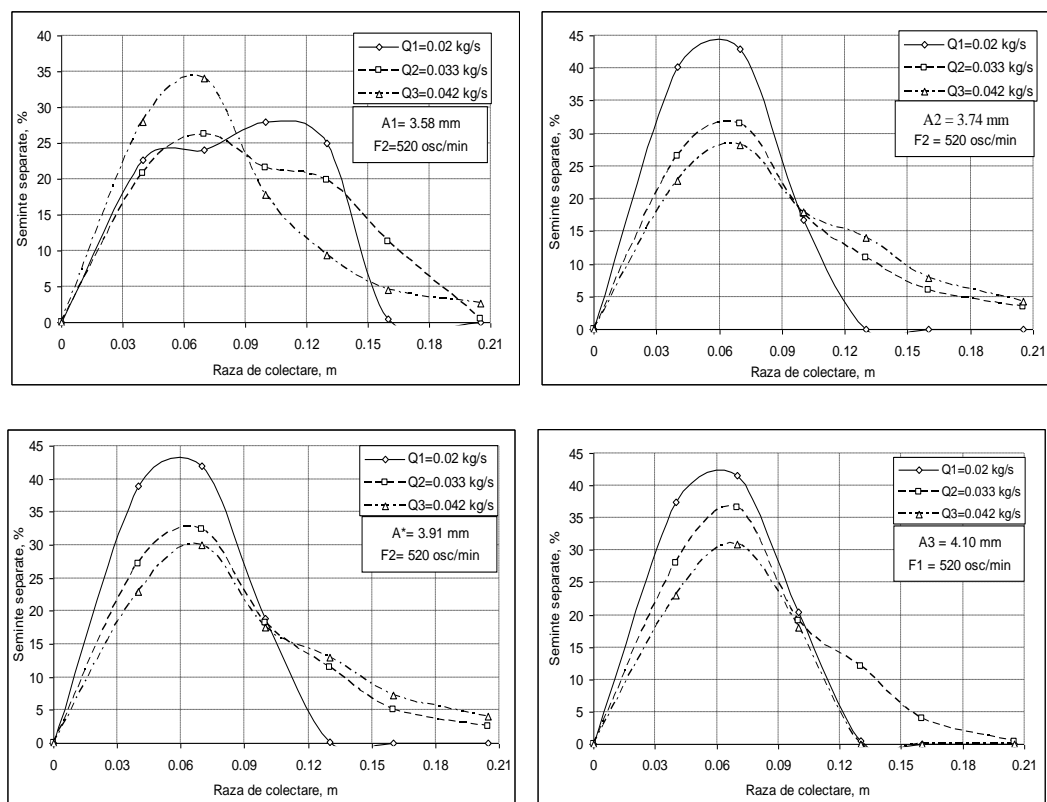 40
35
30
25
20
15
10
5
0
Seminte separate, %
0 0.03 0.06 0.09 0.12 0.15 0.18 0.21
Raza de colectare, m
Q1=0.02 kg/s
Q2=0.033 kg/s
Q3=0.042 kg/s
A1= 3.58 mm
F2=520 osc/min
45
40
35
30
25
20
15
10
5
0
Seminte separate, %
0 0.03 0.06 0.09 0.12 0.15 0.18 0.21
Raza de colectare, m
Q1=0.02 kg/s
Q2=0.033 kg/s
Q3=0.042 kg/s
A2 = 3.74 mm
F2 = 520 osc/min
45
40
35
30
25
20
15
10
5
0
Seminte separate, %
0 0.03 0.06 0.09 0.12 0.15 0.18 0.21
Raza de colectare, m
Q1=0.02 kg/s
Q2=0.033 kg/s
Q3=0.042 kg/s
A*= 3.91 mm
F2= 520 osc/min
45
40
35
30
25
20
15
10
5
0
Seminte separate, %
0 0.03 0.06 0.09 0.12 0.15 0.18 0.21
Raza de colectare, m
Q1=0.02 kg/s
Q2=0.033 kg/s
Q3=0.042 kg/s
A3 = 4.10 mm
F1 = 520 osc/min